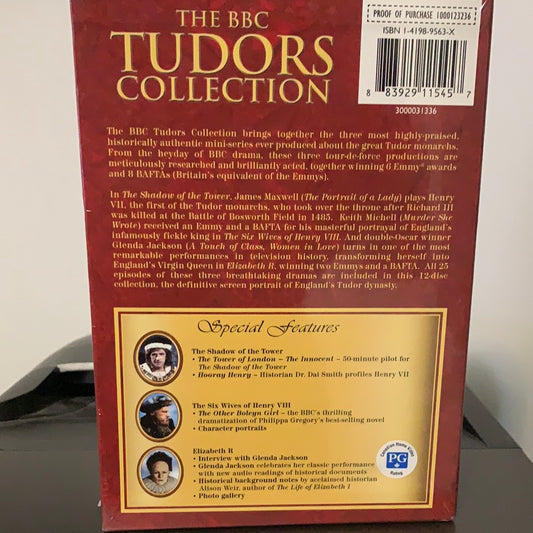 THE BBC
TUDORS
COLLECTION
PROOF OF PURCHASE 1000123236
ISBN 1-4198-9563-X
8 83929 11545 7
3000031336
The BBC Tudors Collection brings together the three most highly-praised,
historically authentic mini-series ever produced about the great Tudor monarchs.
From the heyday of BBC drama, these three tour-de-force productions are
meticulously researched and brilliantly acted, together winning 6 Emmy® awards
and 8 BAFTAs (Britain's equivalent of the Emmys).
In The Shadow of the Tower, James Maxwell (The Portrait of a Lady) plays Henry
VII, the first of the Tudor monarchs, who took over the throne after Richard III
was killed at the Battle of Bosworth Field in 1485. Keith Michell (Murder She
Wrote) received an Emmy and a BAFTA for his masterful portrayal of England's
infamously fickle king in The Six Wives of Henry VIII. And double-Oscar winner
Glenda Jackson (A Touch of Class, Women in Love) turns in one of the most
remarkable performances in television history, transforming herself into
England's Virgin Queen in Elizabeth R, winning two Emmys and a BAFTA. All 25
episodes of these three breathtaking dramas are included in this 12-disc
collection, the definitive screen portrait of England's Tudor dynasty.
Special Features
The Shadow of the Tower
• The Tower of London – The Innocent – 50-minute pilot for
The Shadow of the Tower
• Hooray Henry – Historian Dr. Dai Smith profiles Henry VII
The Six Wives of Henry VIII
• The Other Boleyn Girl – the BBC's thrilling
dramatization of Philippa Gregory's best-selling novel
• Character portraits
Elizabeth R
• Interview with Glenda Jackson
• Glenda Jackson celebrates her classic performance
with new audio readings of historical documents
• Historical background notes by acclaimed historian
Alison Weir, author of The Life of Elizabeth I
• Photo gallery
Canadian Home Video
PG
Rating